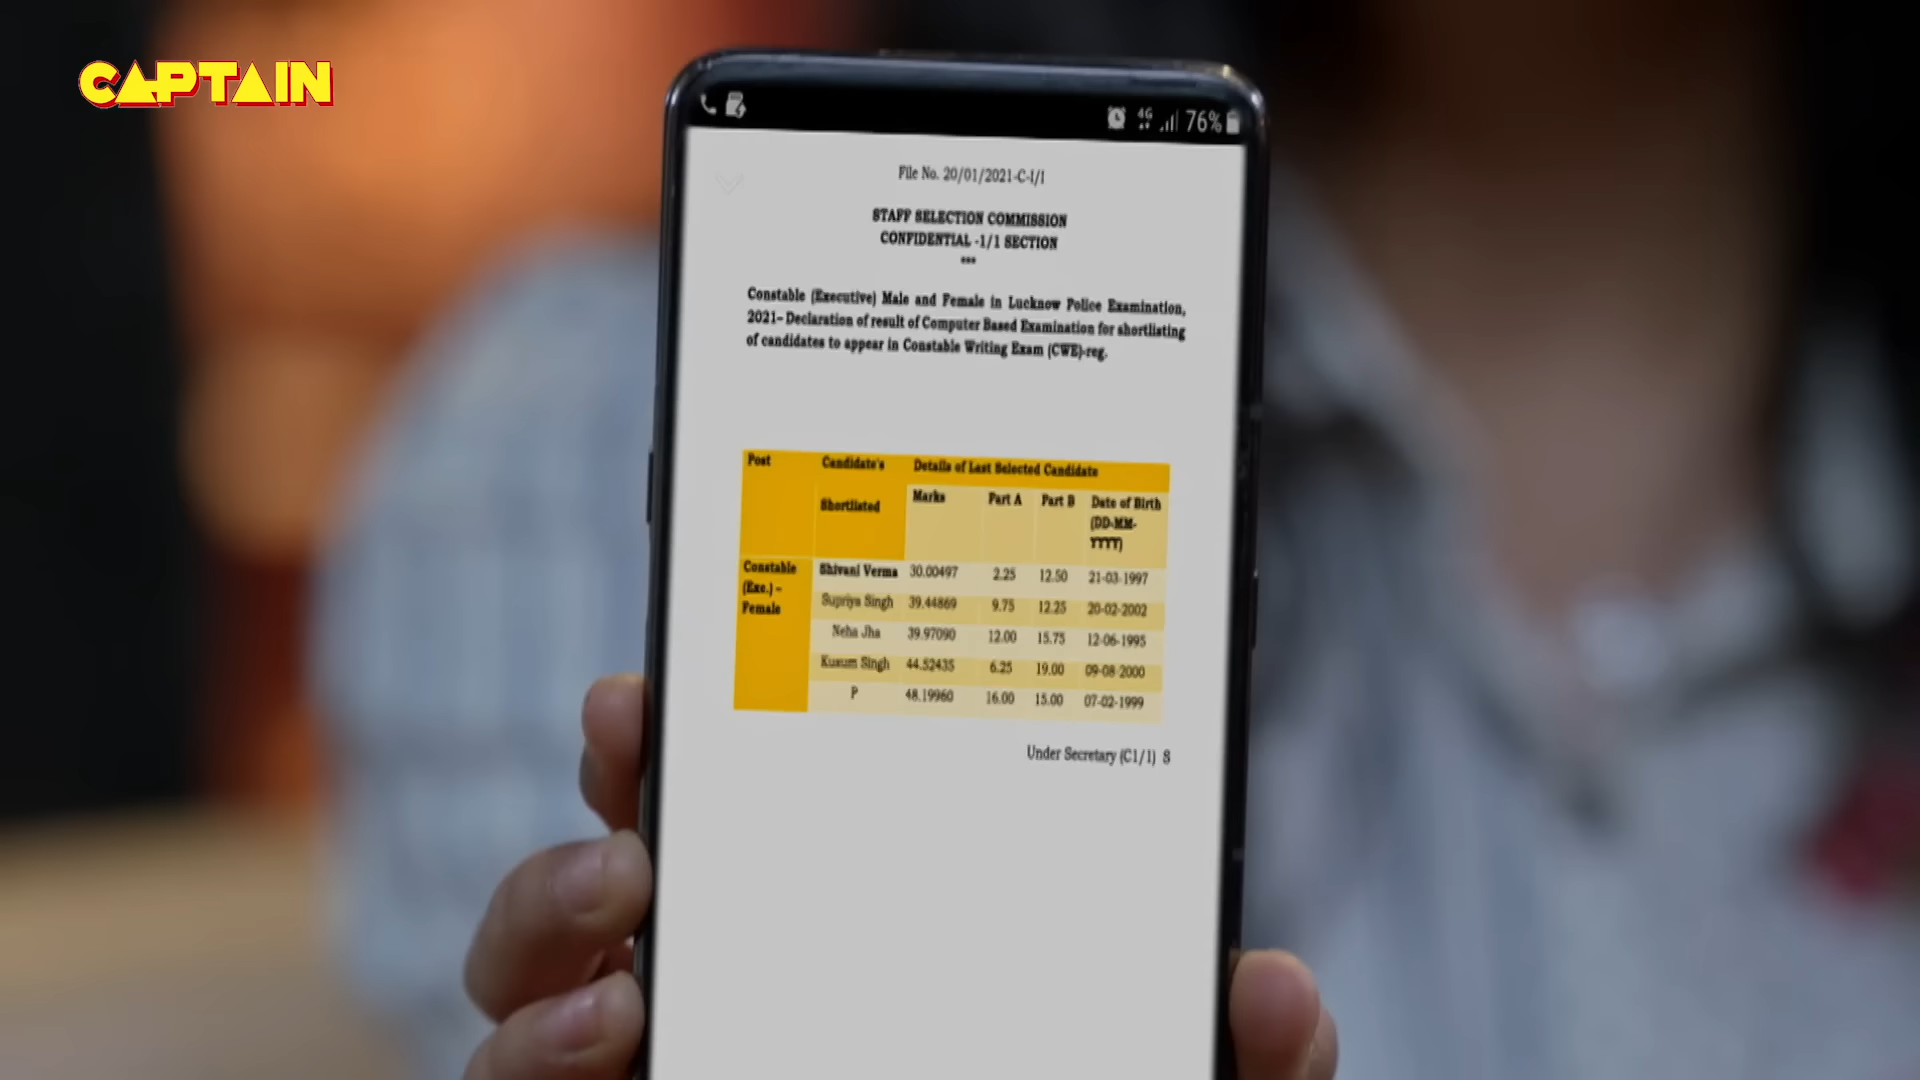 CAPTAIN
4G 76%
File No. 20/01/2021-C-I/I
STAFF SELECTION COMMISSION
CONFIDENTIAL -1/1 SECTION
***
Constable (Executive) Male and Female in Lucknow Police Examination,
2021- Declaration of result of Computer Based Examination for shortlisting
of candidates to appear in Constable Writing Exam (CWE)-reg.
Post Candidate's Details of Last Selected Candidate
Shortlisted Marks Part A Part B Date of Birth
(DD-MM-
YYYY)
Constable Shivani Verma 30.00497 2.25 12.50 21-03-1997
(Exe.) – Supriya Singh 39.44869 9.75 12.25 20-02-2002
Female Neha Jha 39.97090 12.00 15.75 12-06-1995
Kusum Singh 44.52435 6.25 19.00 09-08-2000
P 48.19960 16.00 15.00 07-02-1999
Under Secretary (C1/1) S